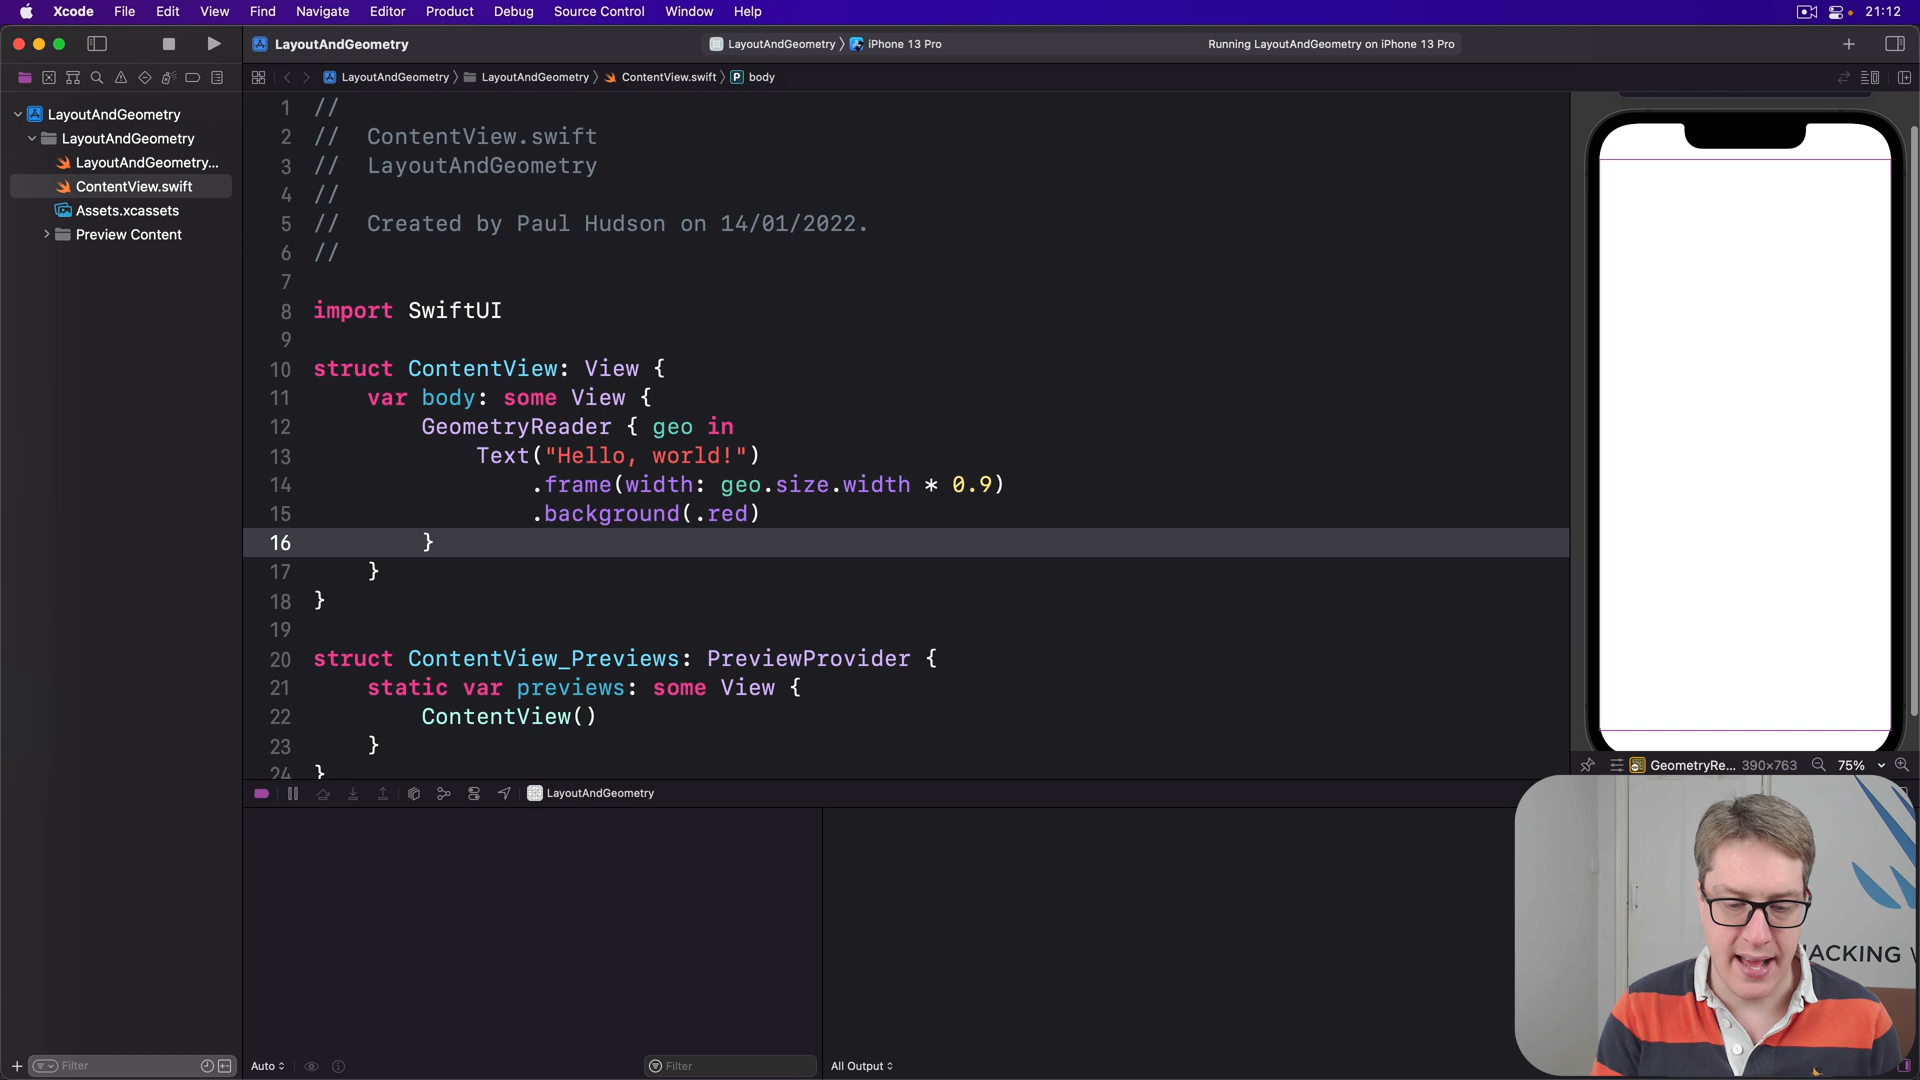 Xcode File Edit View Find Navigate Editor Product Debug Source Control Window Help 21:12
LayoutAndGeometry
LayoutAndGeometry iPhone 13 Pro
Running LayoutAndGeometry on iPhone 13 Pro
LayoutAndGeometry LayoutAndGeometry ContentView.swift P body
LayoutAndGeometry
LayoutAndGeometry
LayoutAndGeometry...
ContentView.swift
Assets.xcassets
Preview Content
1 //
2 //  ContentView.swift
3 //  LayoutAndGeometry
4 //
5 //  Created by Paul Hudson on 14/01/2022.
6 //
7
8 import SwiftUI
9
10 struct ContentView: View {
11     var body: some View {
12         GeometryReader { geo in
13             Text("Hello, world!")
14                 .frame(width: geo.size.width * 0.9)
15                 .background(.red)
16         }
17     }
18 }
19
20 struct ContentView_Previews: PreviewProvider {
21     static var previews: some View {
22         ContentView()
23     }
24 }
GeometryRe... 390×763 75%
LayoutAndGeometry
HACKING W
Filter
Auto
Filter
All Output